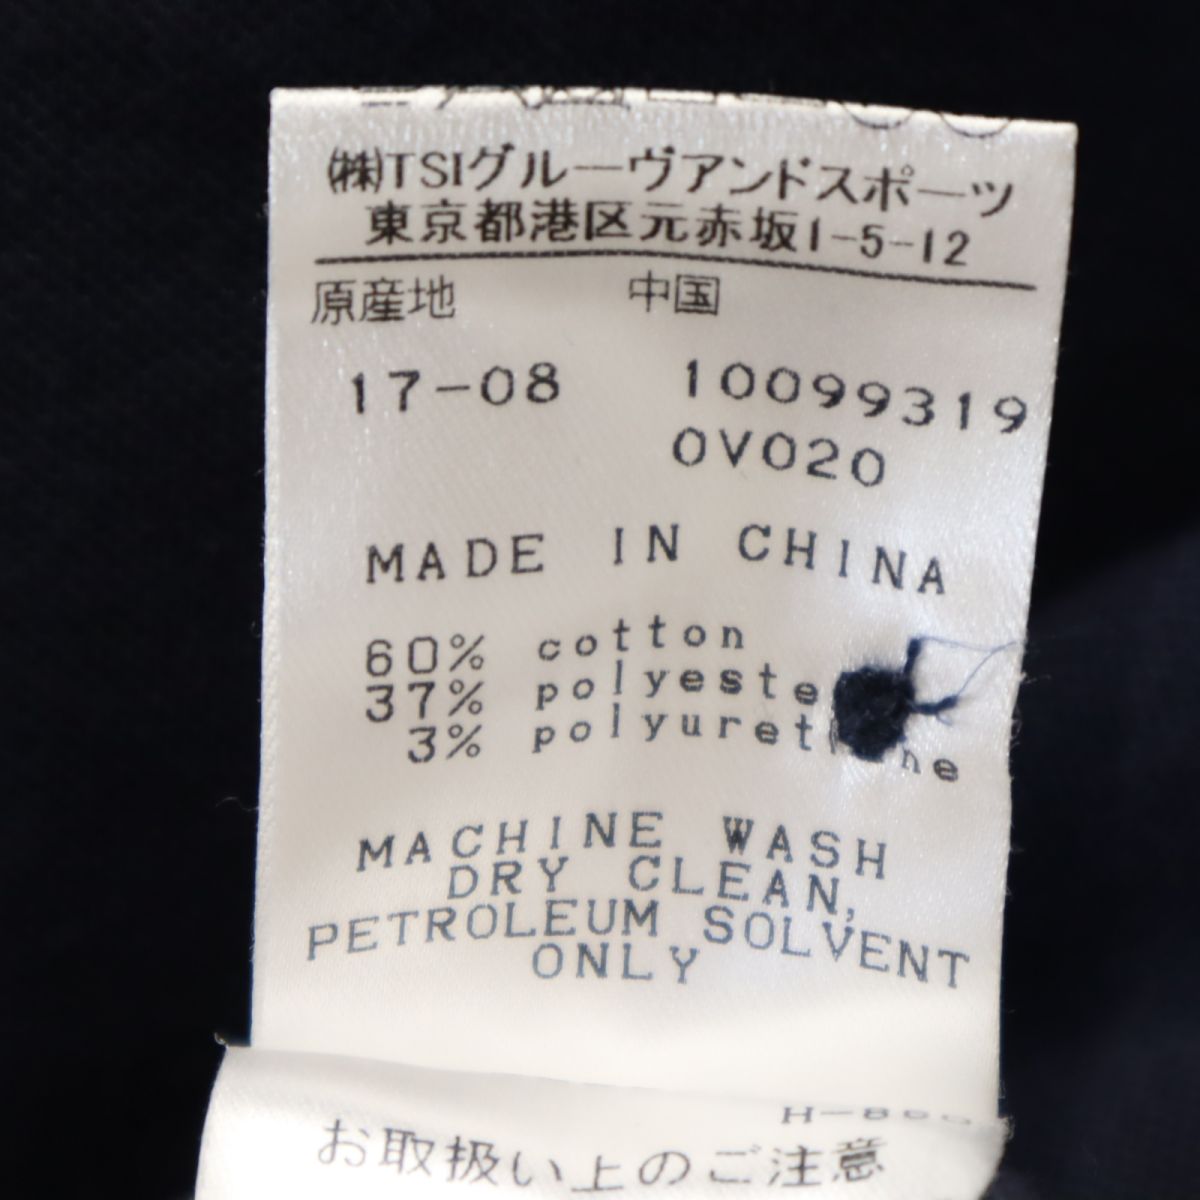 ㈱TSIグルーヴアンドスポーツ
東京都港区元赤坂1-5-12
原産地 中国
17-08 10099319
0V020
MADE IN CHINA
60% cotton
37% polyeste
3% polyuret ne
MACHINE WASH
DRY CLEAN,
PETROLEUM SOLVENT
ONLY
お取扱い上のご注意